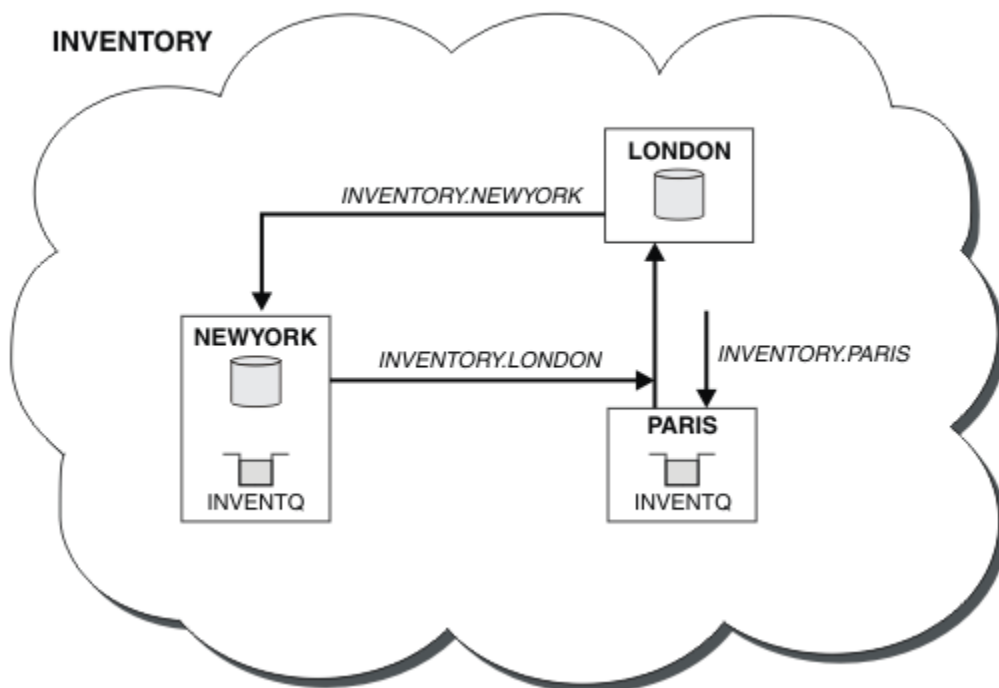 INVENTORY
LONDON
INVENTORY.NEWYORK
NEWYORK
INVENTORY.LONDON
INVENTORY.PARIS
PARIS
INVENTQ
INVENTQ